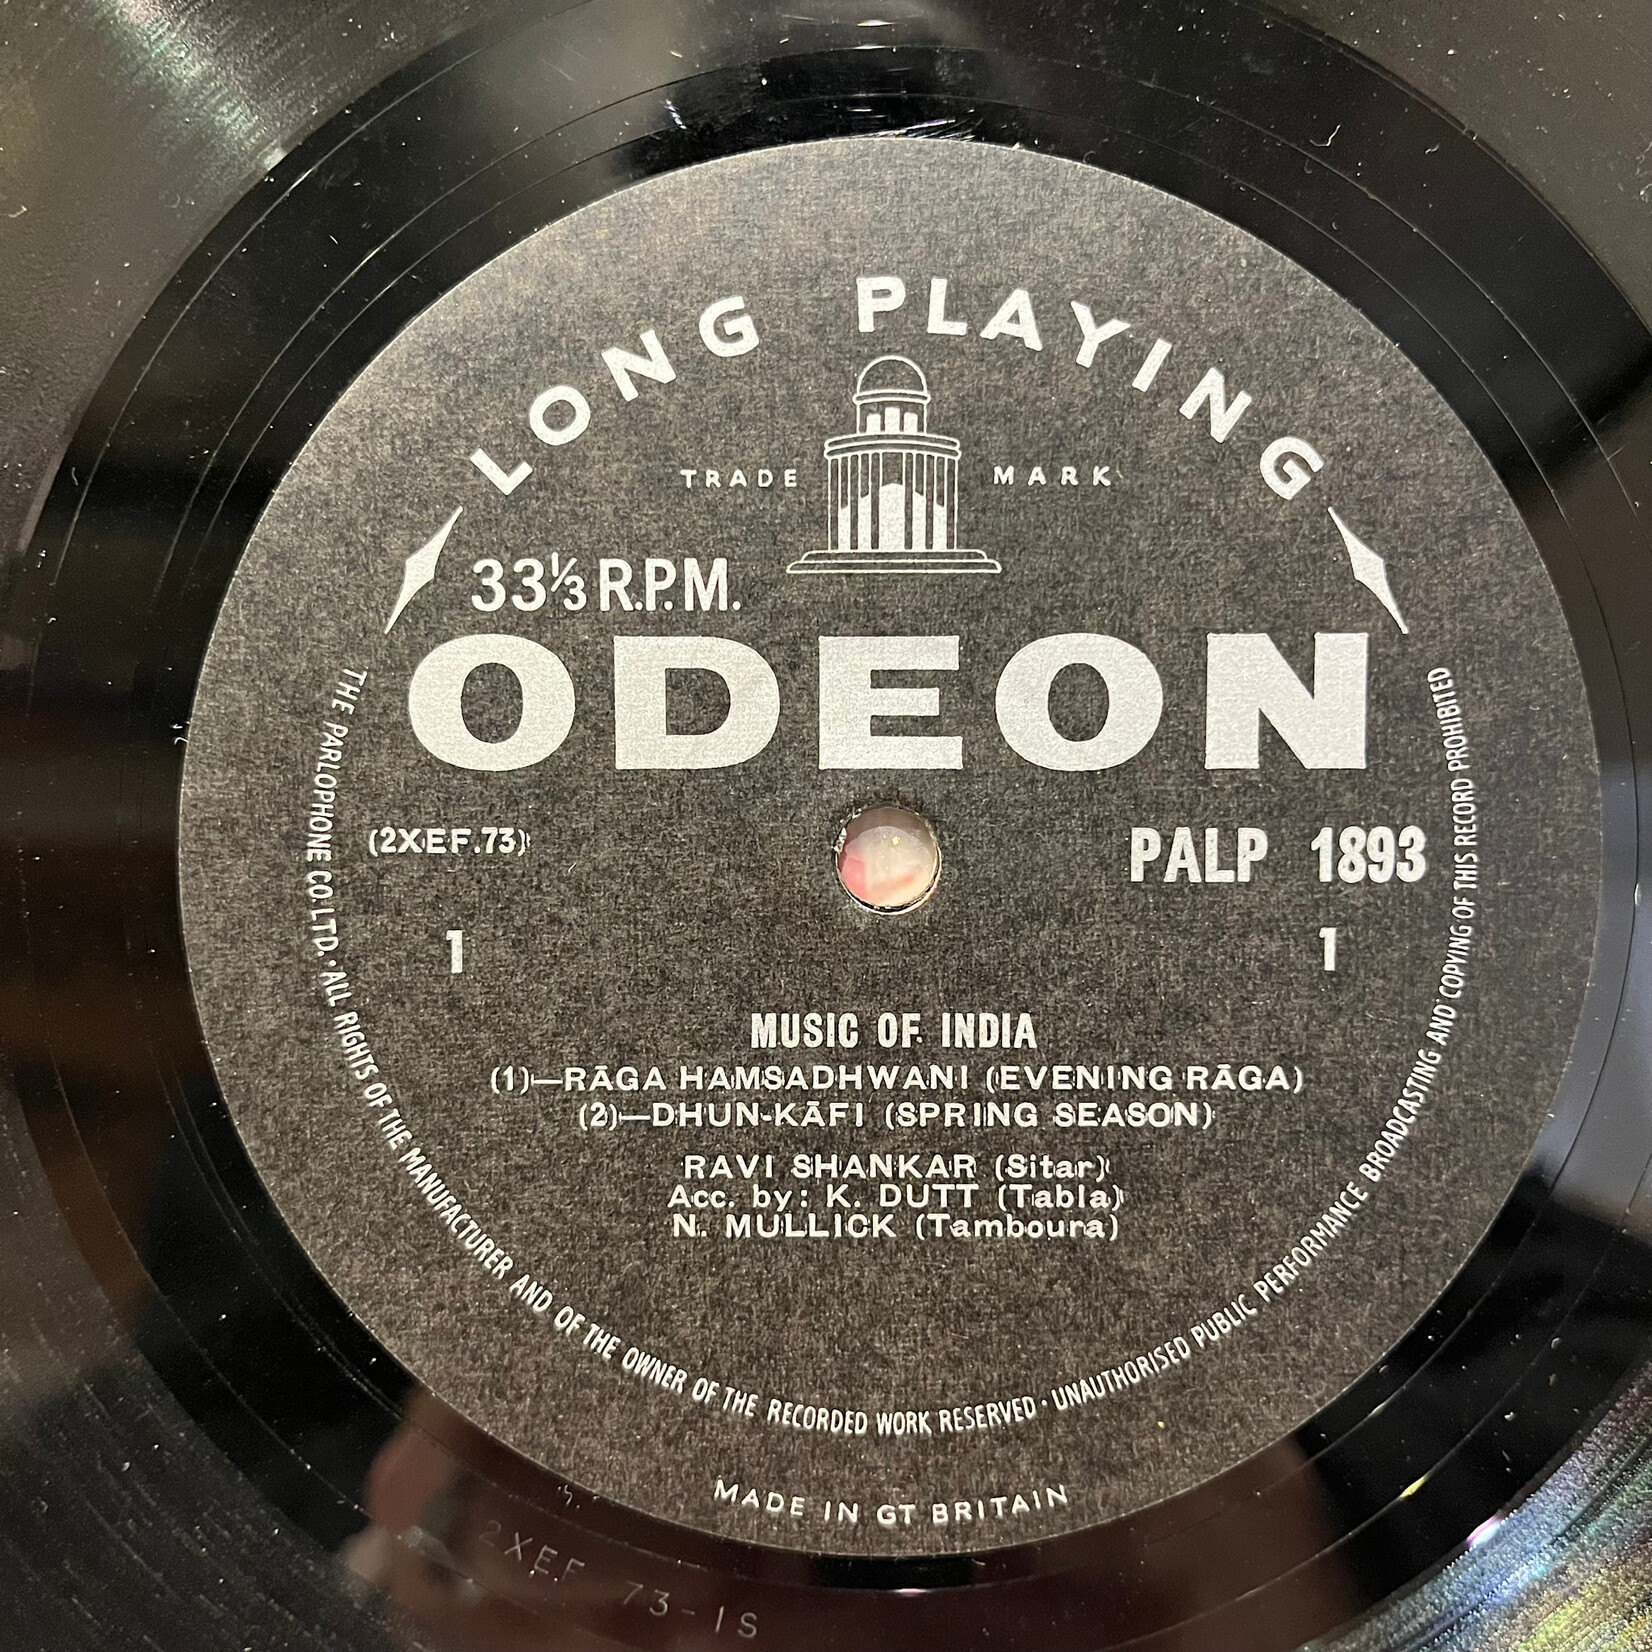 LONG PLAYING
TRADE MARK
33⅓ R.P.M.
ODEON
(2XEF.73)
PALP 1893
1
1
MUSIC OF INDIA
(1)—RĀGA HAMSADHWANI (EVENING RĀGA)
(2)—DHUN-KĀFI (SPRING SEASON)
RAVI SHANKAR (Sitar)
Acc. by: K. DUTT (Tabla)
N. MULLICK (Tamboura)
THE PARLOPHONE CO. LTD. · ALL RIGHTS OF THE MANUFACTURER AND OF THE OWNER OF THE RECORDED WORK RESERVED · UNAUTHORISED PUBLIC PERFORMANCE BROADCASTING AND COPYING OF THIS RECORD PROHIBITED
MADE IN GT BRITAIN
2XEF 73-1S